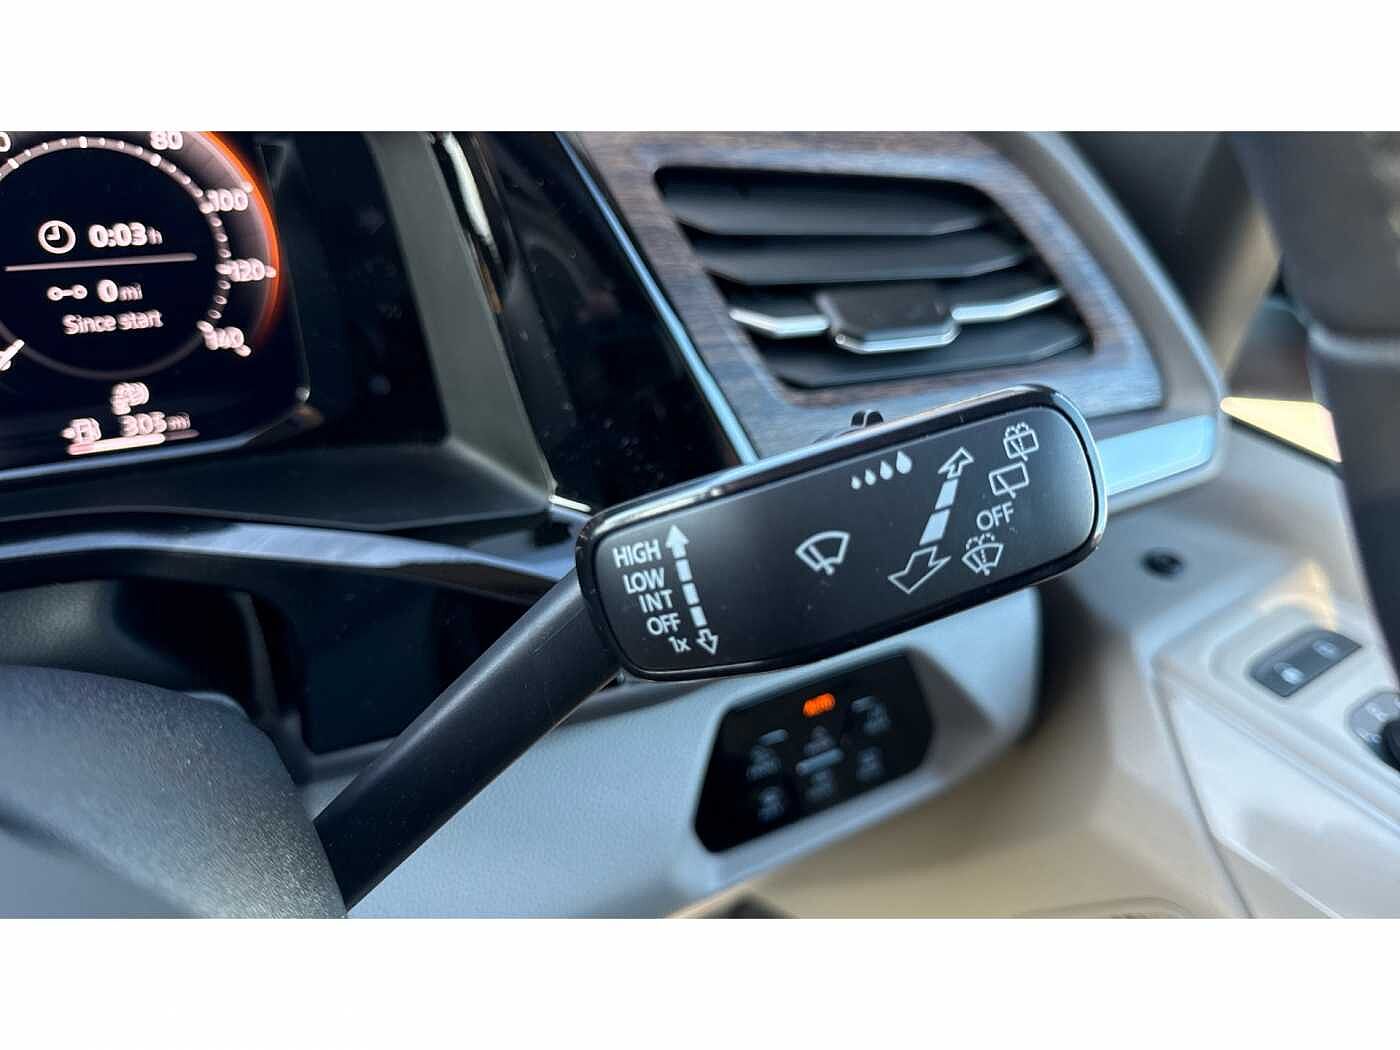 80
100
120
140
0:03 h
0 mi
Since start
305 mi
HIGH
LOW
INT
OFF
1x
OFF